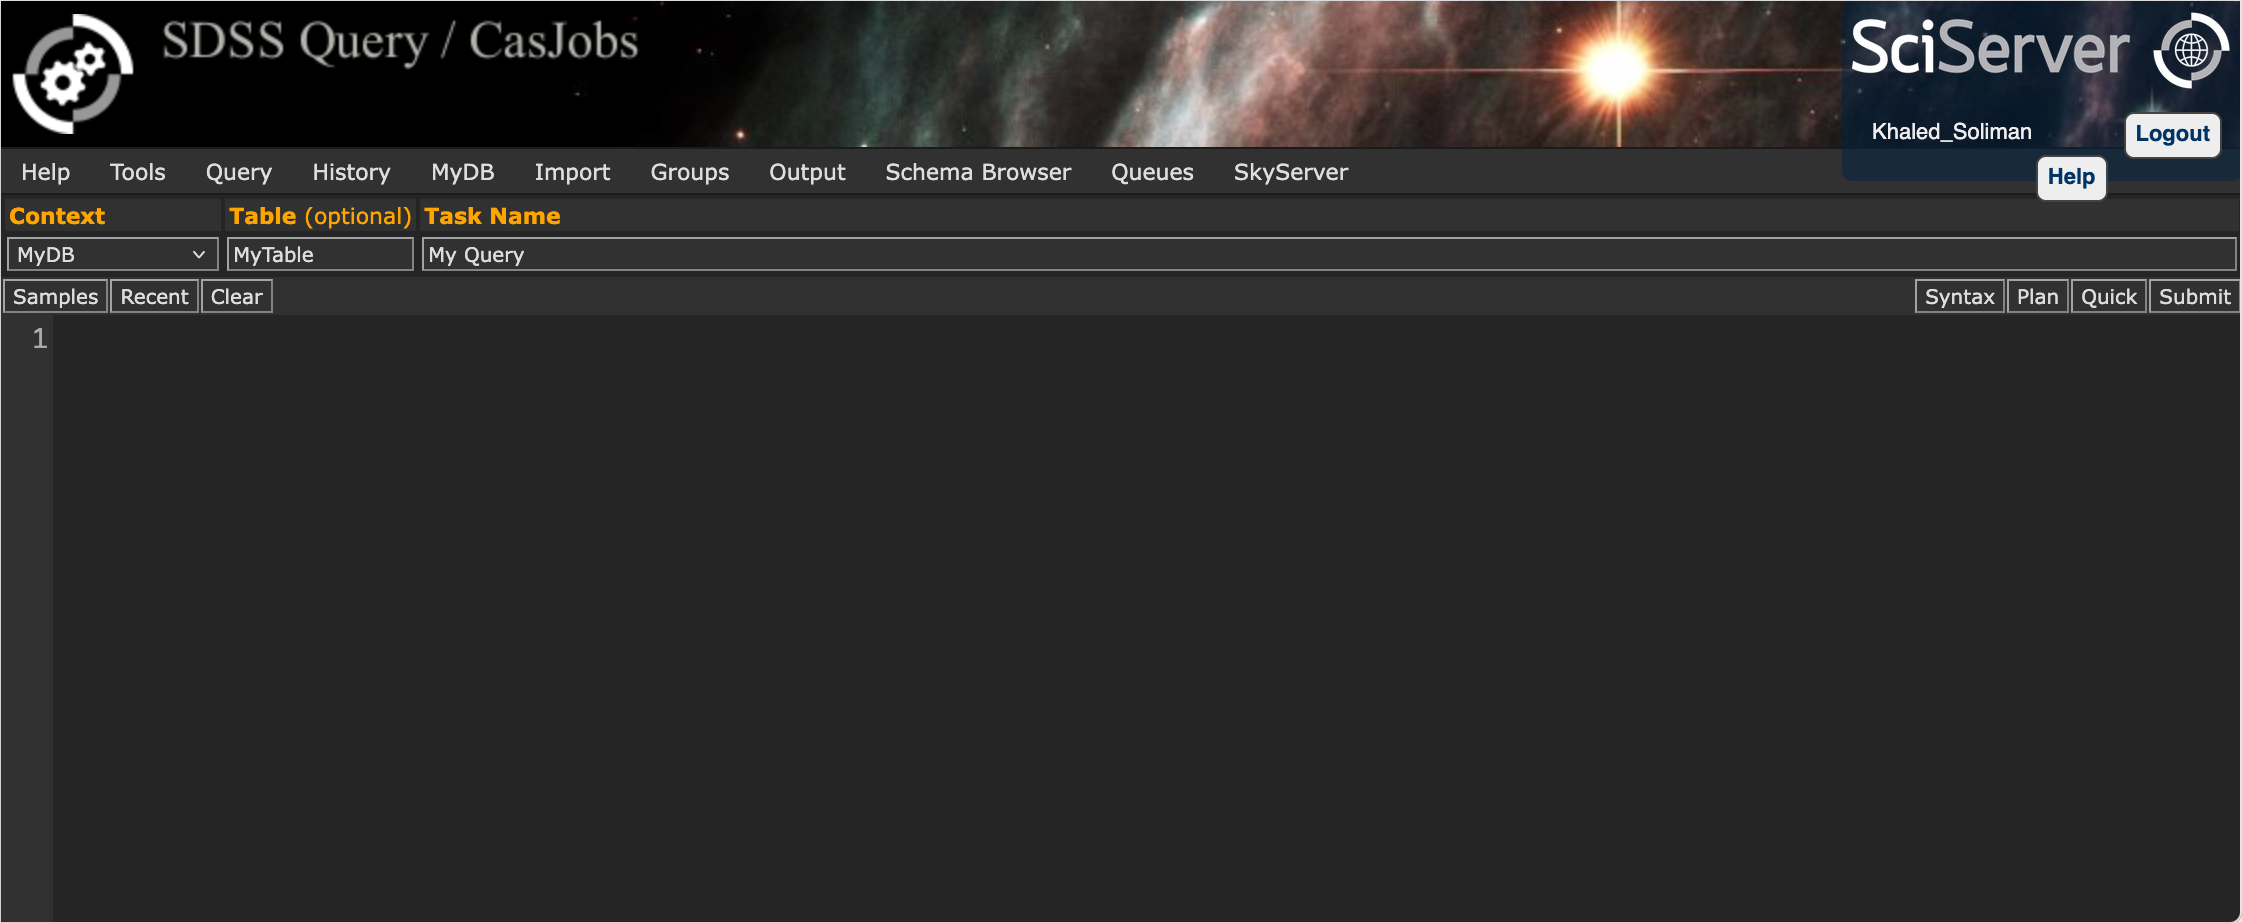 SDSS Query / CasJobs
SciServer
Khaled_Soliman
Logout
Help Tools Query History MyDB Import Groups Output Schema Browser Queues SkyServer
Help
Context Table (optional) Task Name
MyDB MyTable My Query
Samples Recent Clear Syntax Plan Quick Submit
1